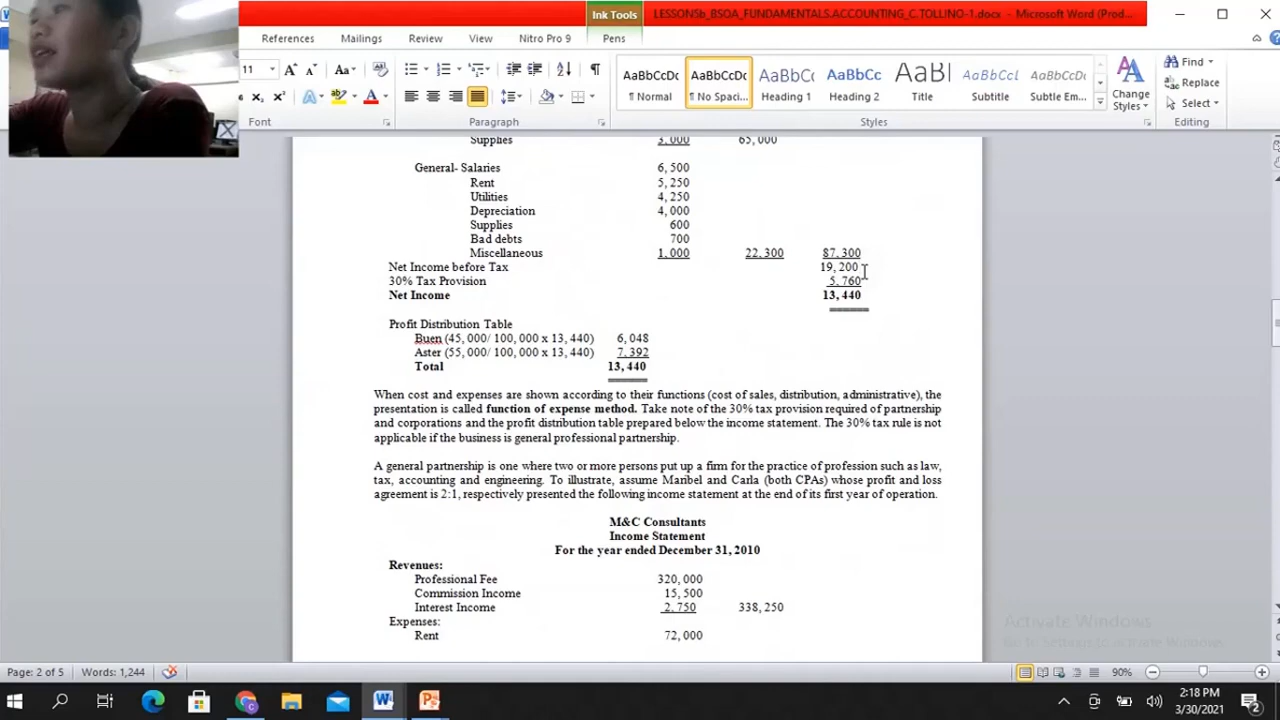 Ink Tools
LESSON5b_BSOA_FUNDAMENTALS.ACCOUNTING_C.TOLLINO-1.docx - Microsoft Word (Prod...
References Mailings Review View Nitro Pro 9 Pens
11
AaBbCcDc AaBbCcDc AaBbCc AaBbCc AaBl AaBbCcL AaBbCcDc
¶ Normal ¶ No Spaci... Heading 1 Heading 2 Title Subtitle Subtle Em...
Change Styles
Find
Replace
Select
Font Paragraph Styles Editing
Supplies 3,000 65,000
General- Salaries 6,500
Rent 5,250
Utilities 4,250
Depreciation 4,000
Supplies 600
Bad debts 700
Miscellaneous 1,000 22,300 87,300
Net Income before Tax 19,200
30% Tax Provision 5,760
Net Income 13,440
Profit Distribution Table
Buen (45,000/ 100,000 x 13,440) 6,048
Aster (55,000/ 100,000 x 13,440) 7,392
Total 13,440
When cost and expenses are shown according to their functions (cost of sales, distribution, administrative), the
presentation is called function of expense method. Take note of the 30% tax provision required of partnership
and corporations and the profit distribution table prepared below the income statement. The 30% tax rule is not
applicable if the business is general professional partnership.
A general partnership is one where two or more persons put up a firm for the practice of profession such as law,
tax, accounting and engineering. To illustrate, assume Maribel and Carla (both CPAs) whose profit and loss
agreement is 2:1, respectively presented the following income statement at the end of its first year of operation.
M&C Consultants
Income Statement
For the year ended December 31, 2010
Revenues:
Professional Fee 320,000
Commission Income 15,500
Interest Income 2,750 338,250
Expenses:
Rent 72,000
Activate Windows
Go to Settings to activate Windows.
Page: 2 of 5 Words: 1,244 90%
2:18 PM
3/30/2021
2